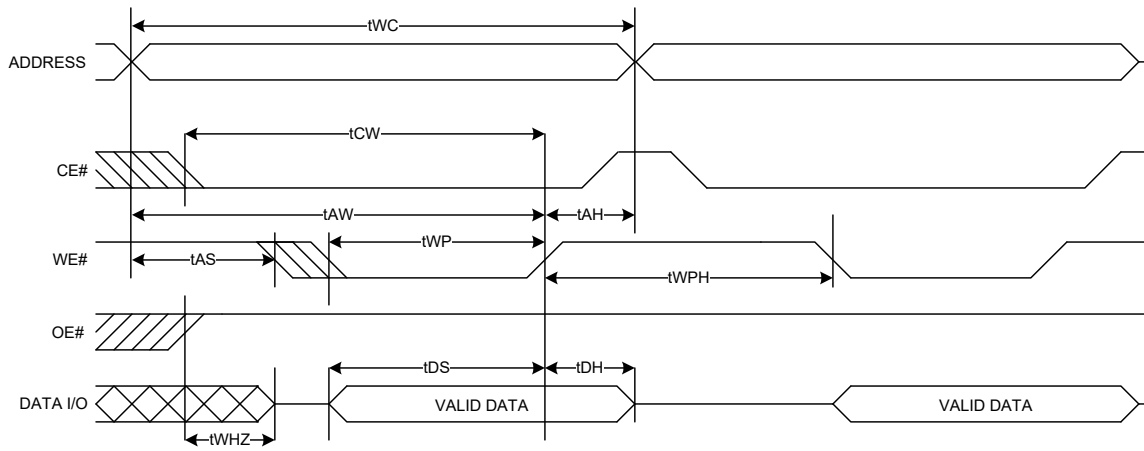 tWC
ADDRESS
tCW
CE#
tAW
tAH
WE#
tWP
tAS
tWPH
OE#
tDS
tDH
DATA I/O
VALID DATA
VALID DATA
tWHZ